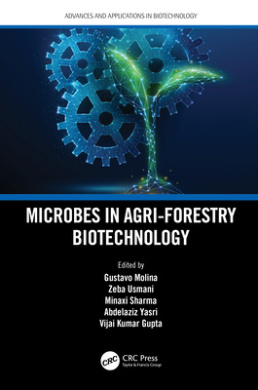 ADVANCES AND APPLICATIONS IN BIOTECHNOLOGY
MICROBES IN AGRI-FORESTRY
BIOTECHNOLOGY
Edited by
Gustavo Molina
Zeba Usmani
Minaxi Sharma
Abdelaziz Yasri
Vijai Kumar Gupta
CRC
CRC Press
Taylor & Francis Group